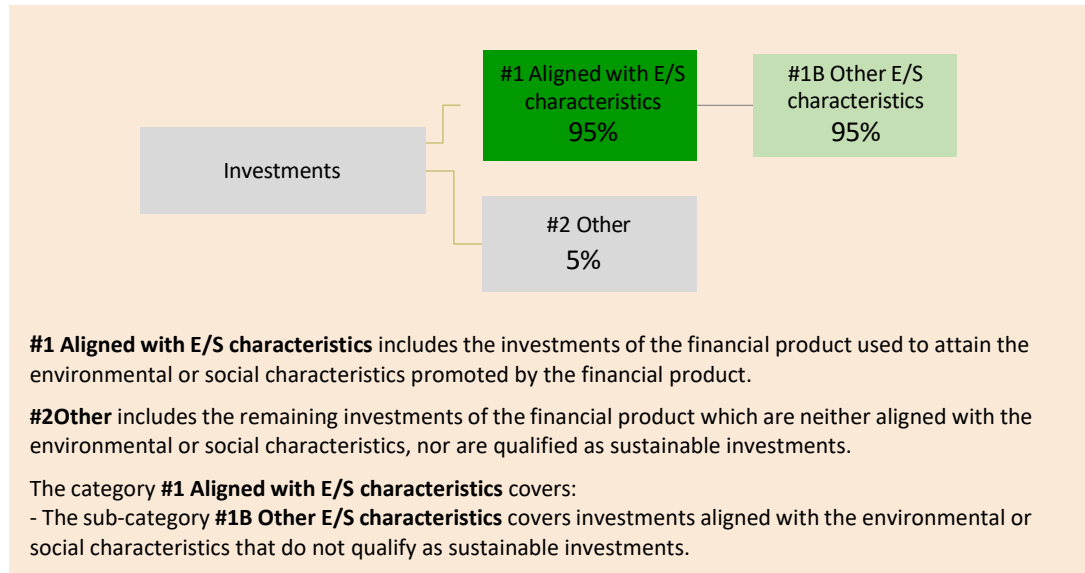 #1 Aligned with E/S
characteristics
95%
#1B Other E/S
characteristics
95%
Investments
#2 Other
5%
#1 Aligned with E/S characteristics includes the investments of the financial product used to attain the
environmental or social characteristics promoted by the financial product.
#2Other includes the remaining investments of the financial product which are neither aligned with the
environmental or social characteristics, nor are qualified as sustainable investments.
The category #1 Aligned with E/S characteristics covers:
- The sub-category #1B Other E/S characteristics covers investments aligned with the environmental or
social characteristics that do not qualify as sustainable investments.